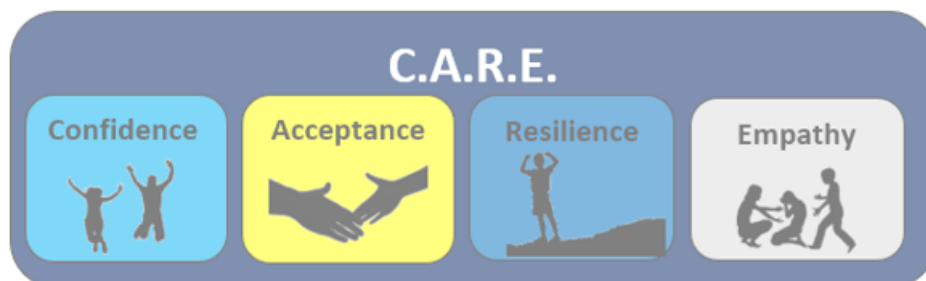 C.A.R.E.
Confidence
Acceptance
Resilience
Empathy